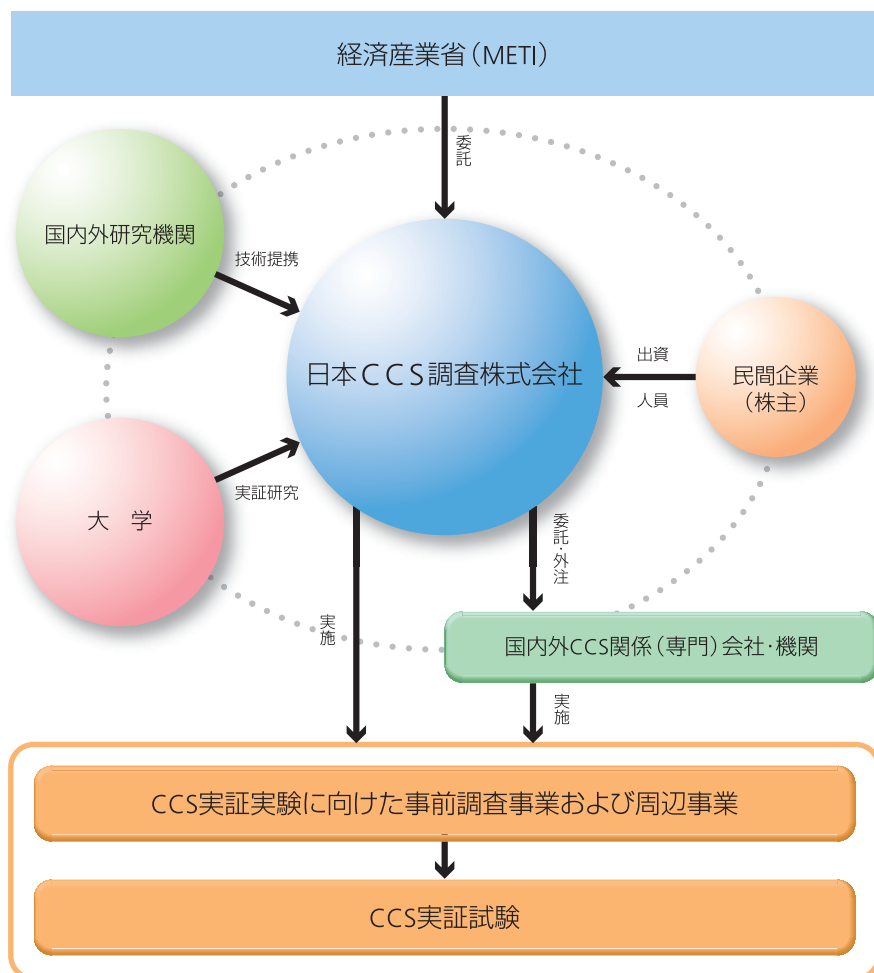 経済産業省（METI）
委託
国内外研究機関
技術提携
日本CCS調査株式会社
出資
人員
民間企業
（株主）
大　学
実証研究
委託・外注
実施
国内外CCS関係（専門）会社・機関
実施
CCS実証実験に向けた事前調査事業および周辺事業
CCS実証試験